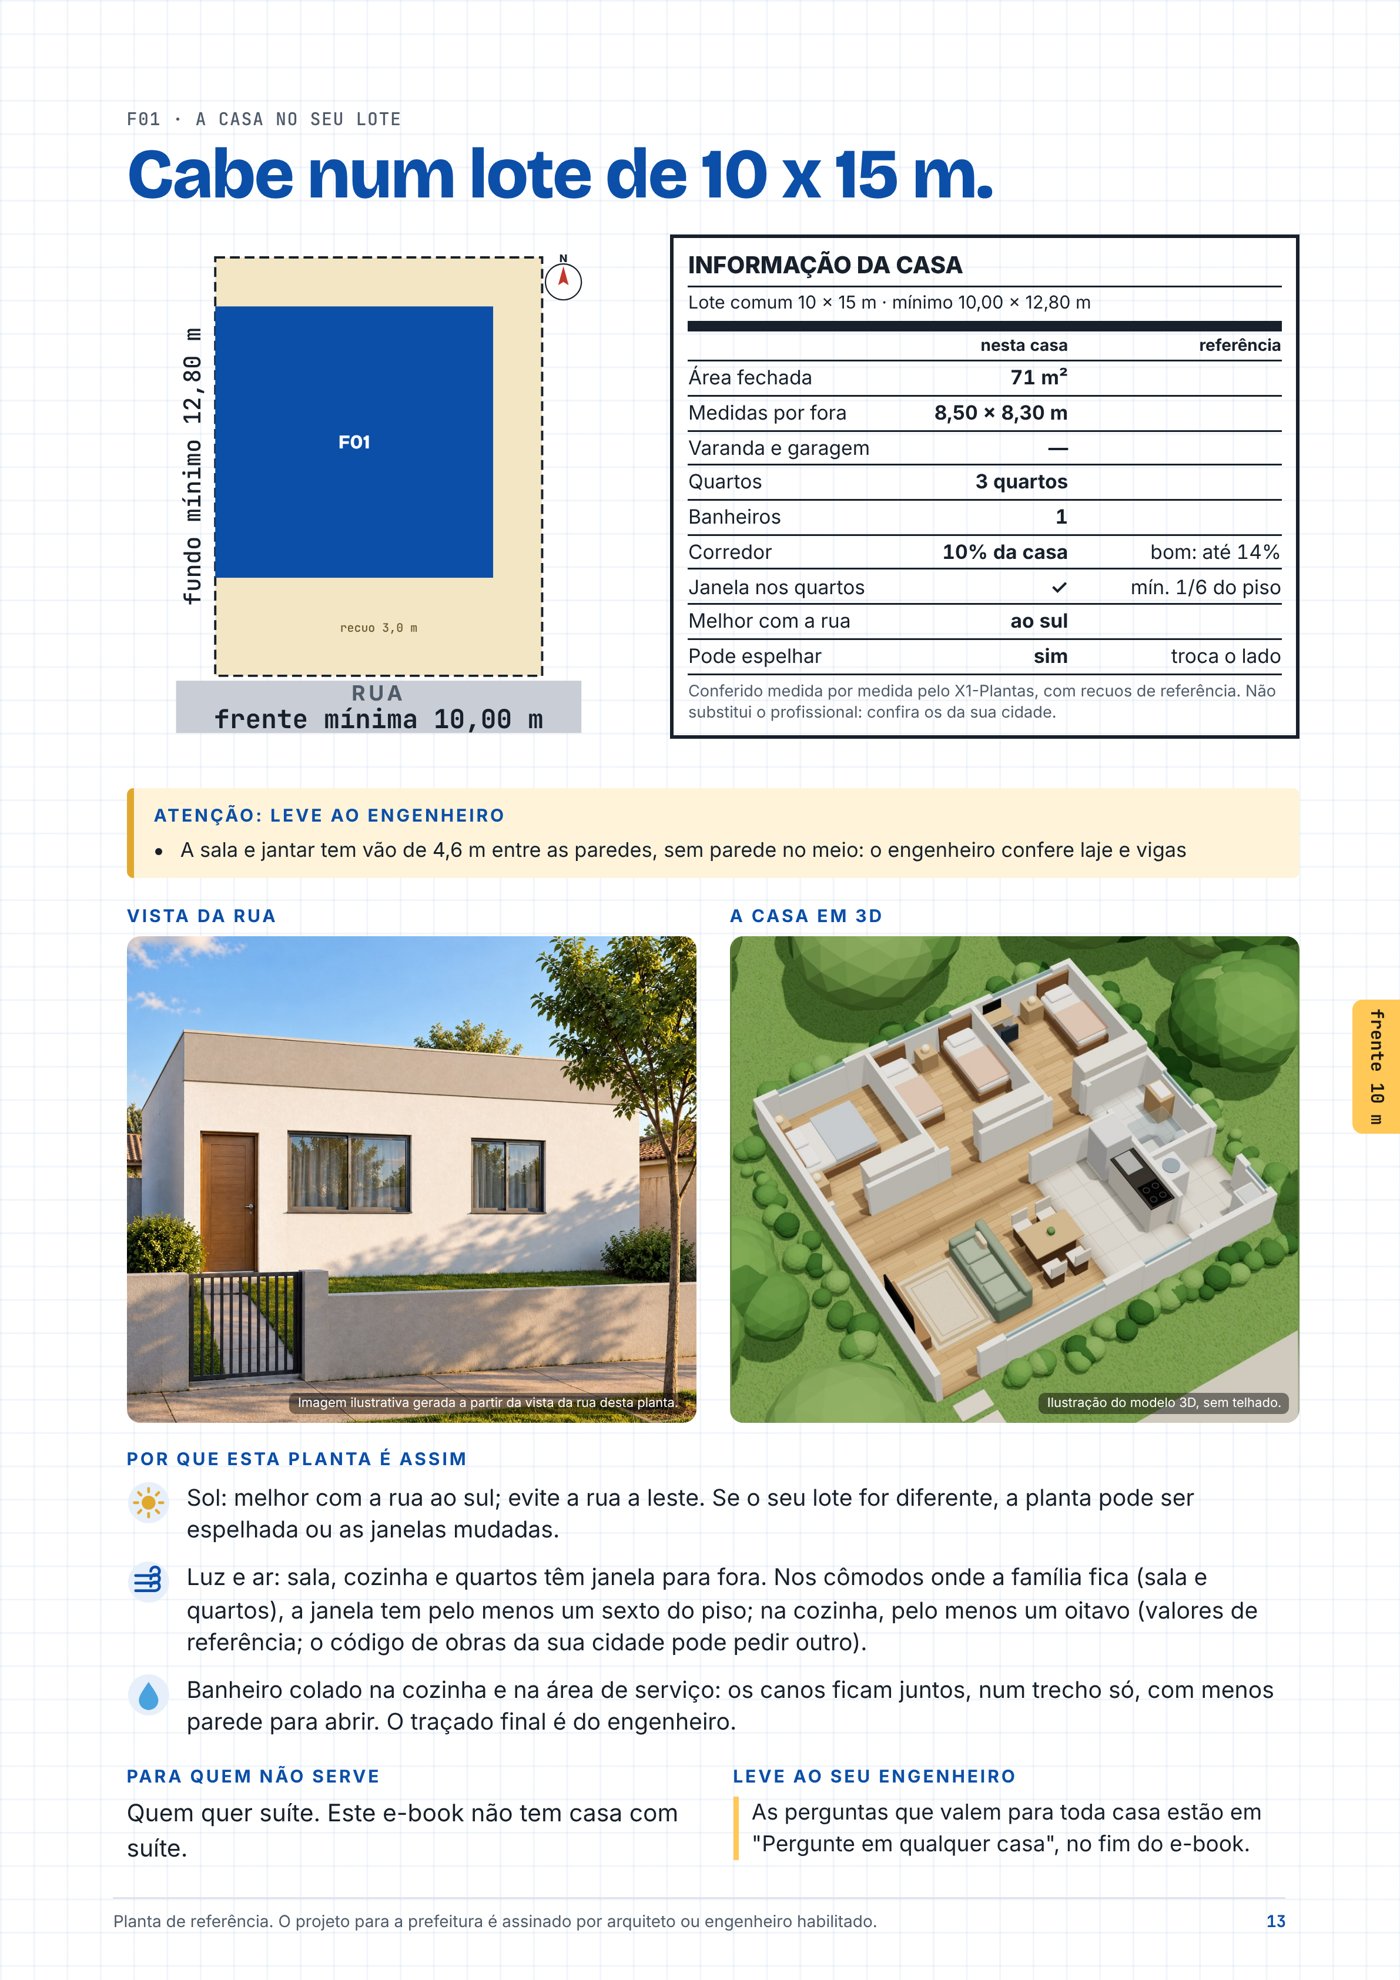 F01 · A CASA NO SEU LOTE
Cabe num lote de 10 x 15 m.
N
fundo mínimo 12,80 m
F01
recuo 3,0 m
RUA
frente mínima 10,00 m
INFORMAÇÃO DA CASA
Lote comum 10 × 15 m · mínimo 10,00 × 12,80 m
nesta casa referência
Área fechada 71 m²
Medidas por fora 8,50 × 8,30 m
Varanda e garagem —
Quartos 3 quartos
Banheiros 1
Corredor 10% da casa bom: até 14%
Janela nos quartos ✓ mín. 1/6 do piso
Melhor com a rua ao sul
Pode espelhar sim troca o lado
Conferido medida por medida pelo X1-Plantas, com recuos de referência. Não
substitui o profissional: confira os da sua cidade.
ATENÇÃO: LEVE AO ENGENHEIRO
• A sala e jantar tem vão de 4,6 m entre as paredes, sem parede no meio: o engenheiro confere laje e vigas
VISTA DA RUA
Imagem ilustrativa gerada a partir da vista da rua desta planta.
A CASA EM 3D
Ilustração do modelo 3D, sem telhado.
frente 10 m
POR QUE ESTA PLANTA É ASSIM
Sol: melhor com a rua ao sul; evite a rua a leste. Se o seu lote for diferente, a planta pode ser
espelhada ou as janelas mudadas.
Luz e ar: sala, cozinha e quartos têm janela para fora. Nos cômodos onde a família fica (sala e
quartos), a janela tem pelo menos um sexto do piso; na cozinha, pelo menos um oitavo (valores de
referência; o código de obras da sua cidade pode pedir outro).
Banheiro colado na cozinha e na área de serviço: os canos ficam juntos, num trecho só, com menos
parede para abrir. O traçado final é do engenheiro.
PARA QUEM NÃO SERVE
Quem quer suíte. Este e-book não tem casa com
suíte.
LEVE AO SEU ENGENHEIRO
As perguntas que valem para toda casa estão em
"Pergunte em qualquer casa", no fim do e-book.
Planta de referência. O projeto para a prefeitura é assinado por arquiteto ou engenheiro habilitado.
13